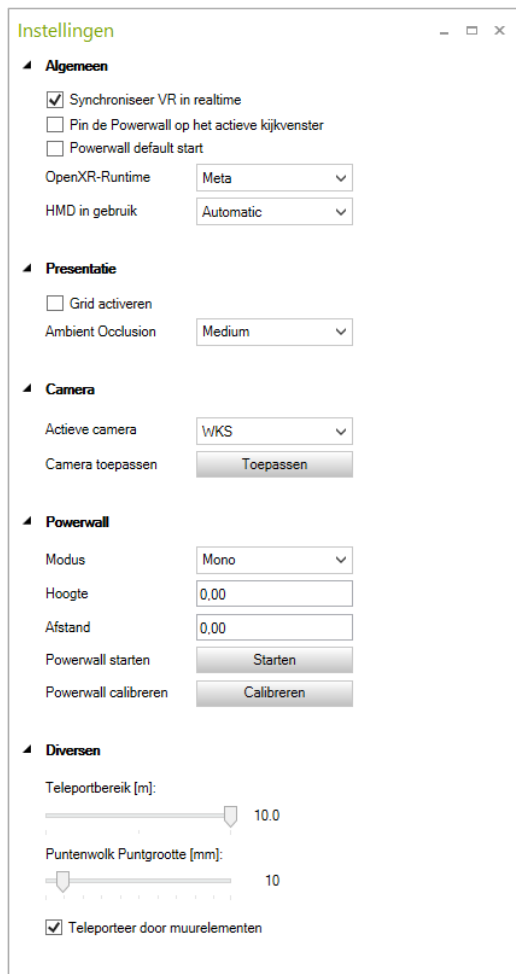 Instellingen
Algemeen
Synchroniseer VR in realtime
Pin de Powerwall op het actieve kijkvenster
Powerwall default start
OpenXR-Runtime Meta
HMD in gebruik Automatic
Presentatie
Grid activeren
Ambient Occlusion Medium
Camera
Actieve camera WKS
Camera toepassen Toepassen
Powerwall
Modus Mono
Hoogte 0,00
Afstand 0,00
Powerwall starten Starten
Powerwall calibreren Calibreren
Diversen
Teleportbereik [m]:
10.0
Puntenwolk Puntgrootte [mm]:
10
Teleporteer door muurelementen